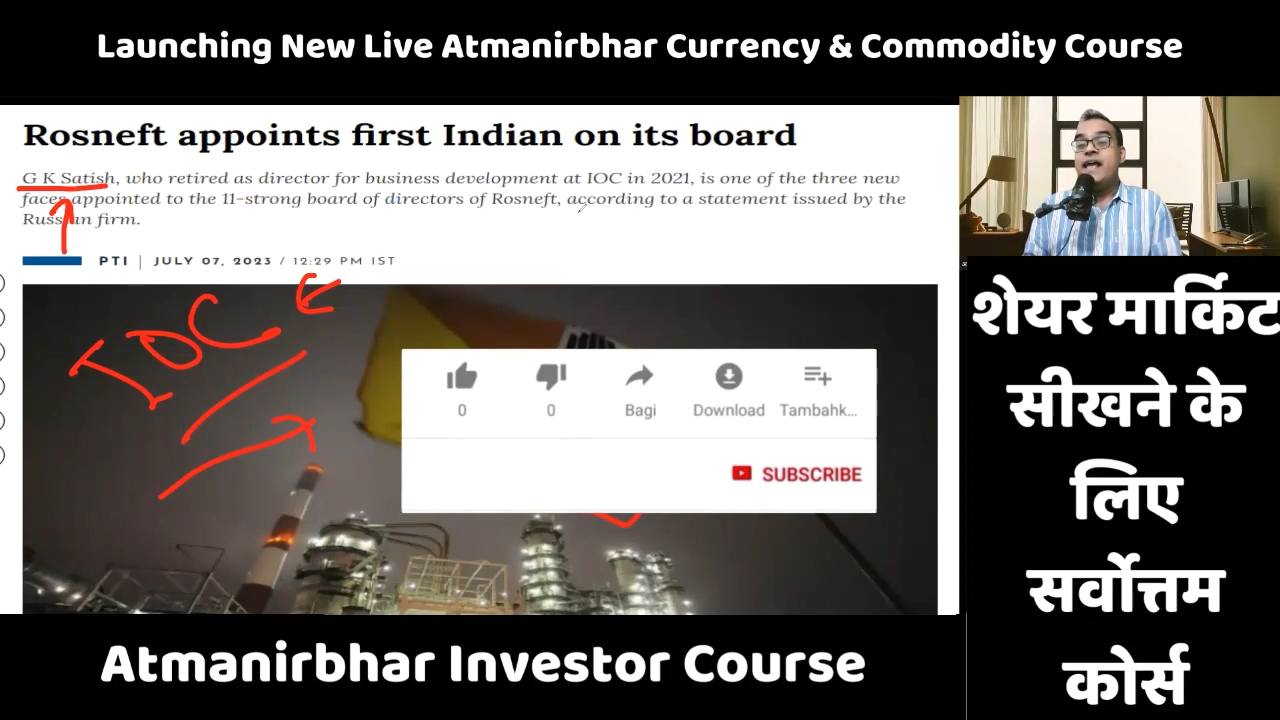 Launching New Live Atmanirbhar Currency & Commodity Course
Rosneft appoints first Indian on its board
G K Satish, who retired as director for business development at IOC in 2021, is one of the three new
faces appointed to the 11-strong board of directors of Rosneft, according to a statement issued by the
Russian firm.
PTI | JULY 07, 2023 / 12:29 PM IST
IOC
0
0
Bagi
Download
Tambahk...
SUBSCRIBE
शेयर मार्किट
सीखने के
लिए
सर्वोत्तम
कोर्स
Atmanirbhar Investor Course